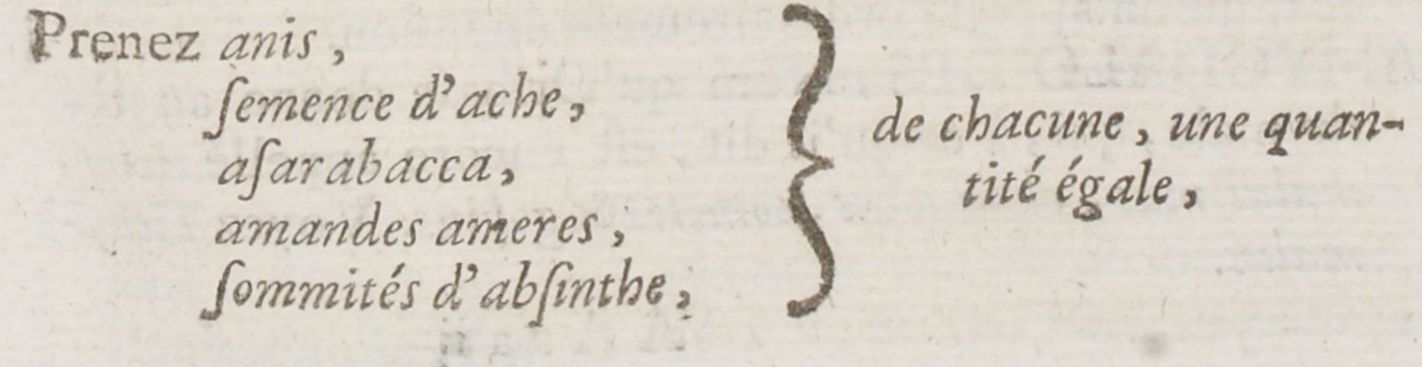 Prenez anis,
ſemence d'ache,
aſarabacca,
amandes ameres,
ſommités d'abſinthe,
de chacune, une quan-
tité égale,